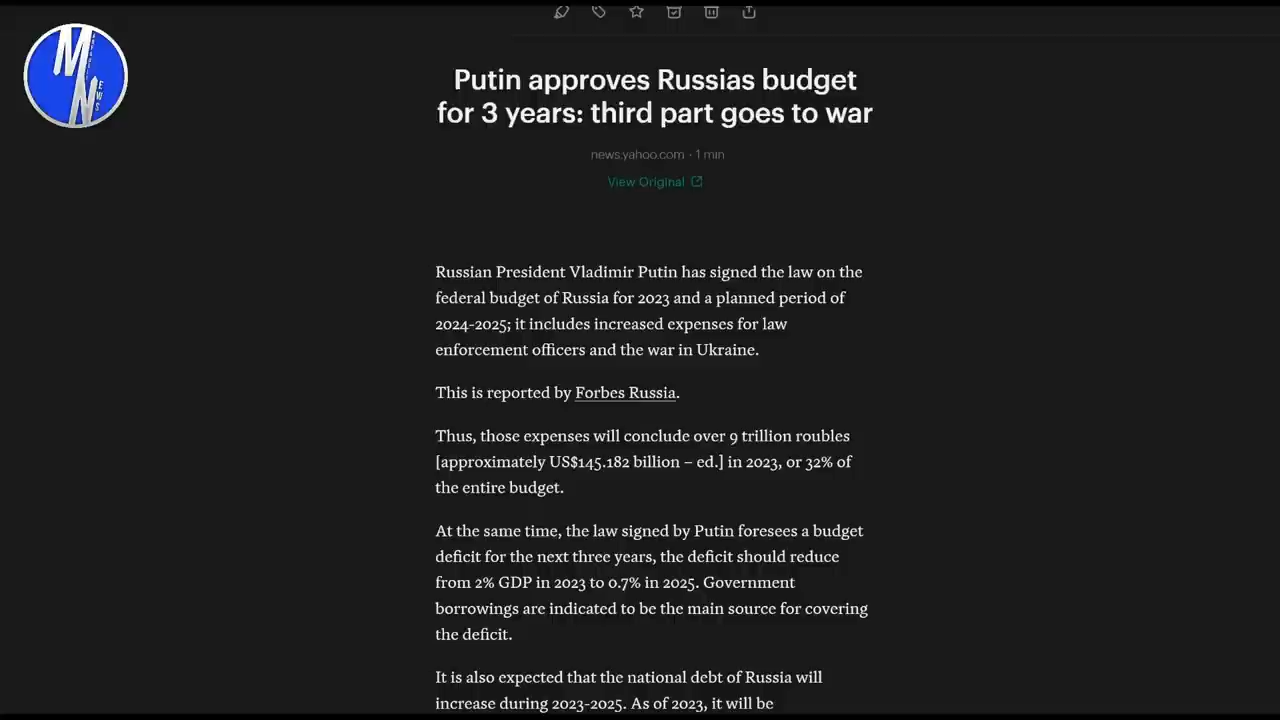 MN
EWS
Putin approves Russias budget
for 3 years: third part goes to war
news.yahoo.com · 1 min
View Original
Russian President Vladimir Putin has signed the law on the
federal budget of Russia for 2023 and a planned period of
2024-2025; it includes increased expenses for law
enforcement officers and the war in Ukraine.
This is reported by Forbes Russia.
Thus, those expenses will conclude over 9 trillion roubles
[approximately US$145.182 billion – ed.] in 2023, or 32% of
the entire budget.
At the same time, the law signed by Putin foresees a budget
deficit for the next three years, the deficit should reduce
from 2% GDP in 2023 to 0.7% in 2025. Government
borrowings are indicated to be the main source for covering
the deficit.
It is also expected that the national debt of Russia will
increase during 2023-2025. As of 2023, it will be